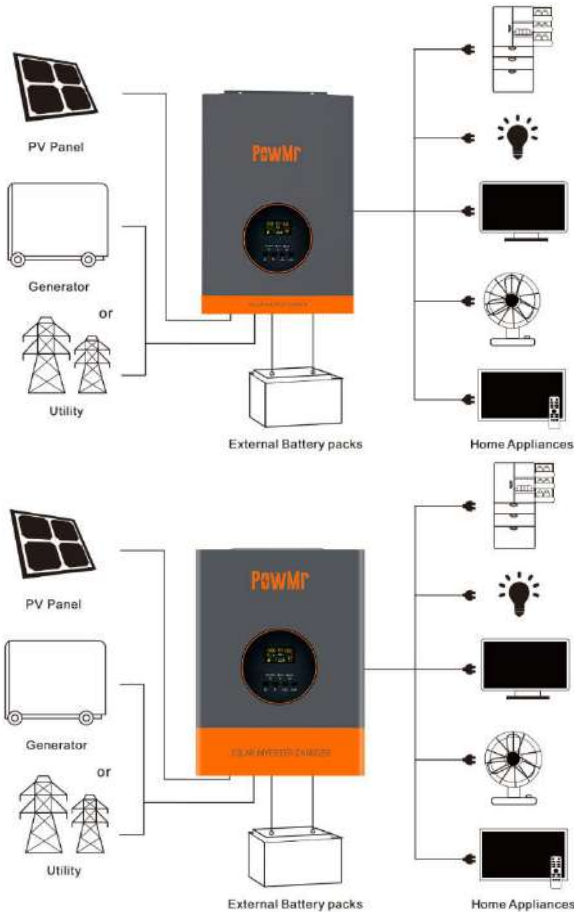 PowMr
PV Panel
Generator
or
Utility
External Battery packs
Home Appliances
PowMr
PV Panel
SOLAR INVERTER CHARGER
Generator
or
Utility
External Battery packs
Home Appliances